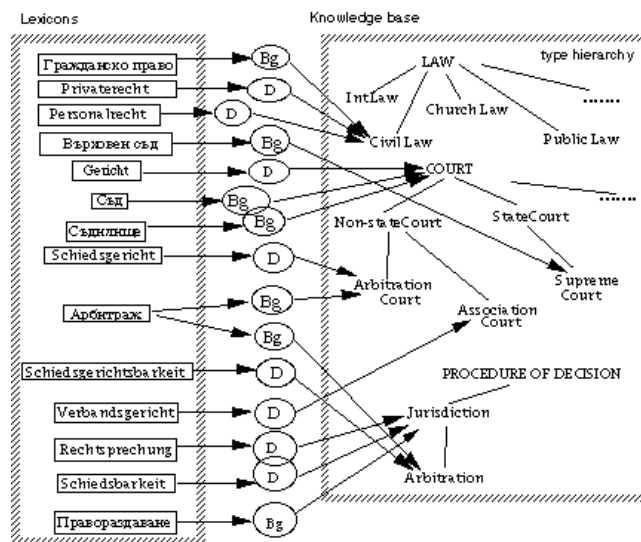 Lexicons
Knowledge base
Гражданско право
Bg
LAW
type hierarchy
Privaterecht
D
IntLaw
Church Law
.......
Personalrecht
D
Civil Law
Public Law
Върховен съд
Bg
Gericht
D
COURT
Съд
Bg
.......
Съдилище
Bg
Non-stateCourt
StateCourt
Schiedsgericht
D
Arbitration
Court
Supreme
Court
Арбитраж
Bg
Association
Court
Bg
Schiedsgerichtsbarkeit
D
PROCEDURE OF DECISION
Verbandsgericht
D
Jurisdiction
Rechtsprechung
D
Schiedsbarkeit
D
Arbitration
Правораздаване
Bg